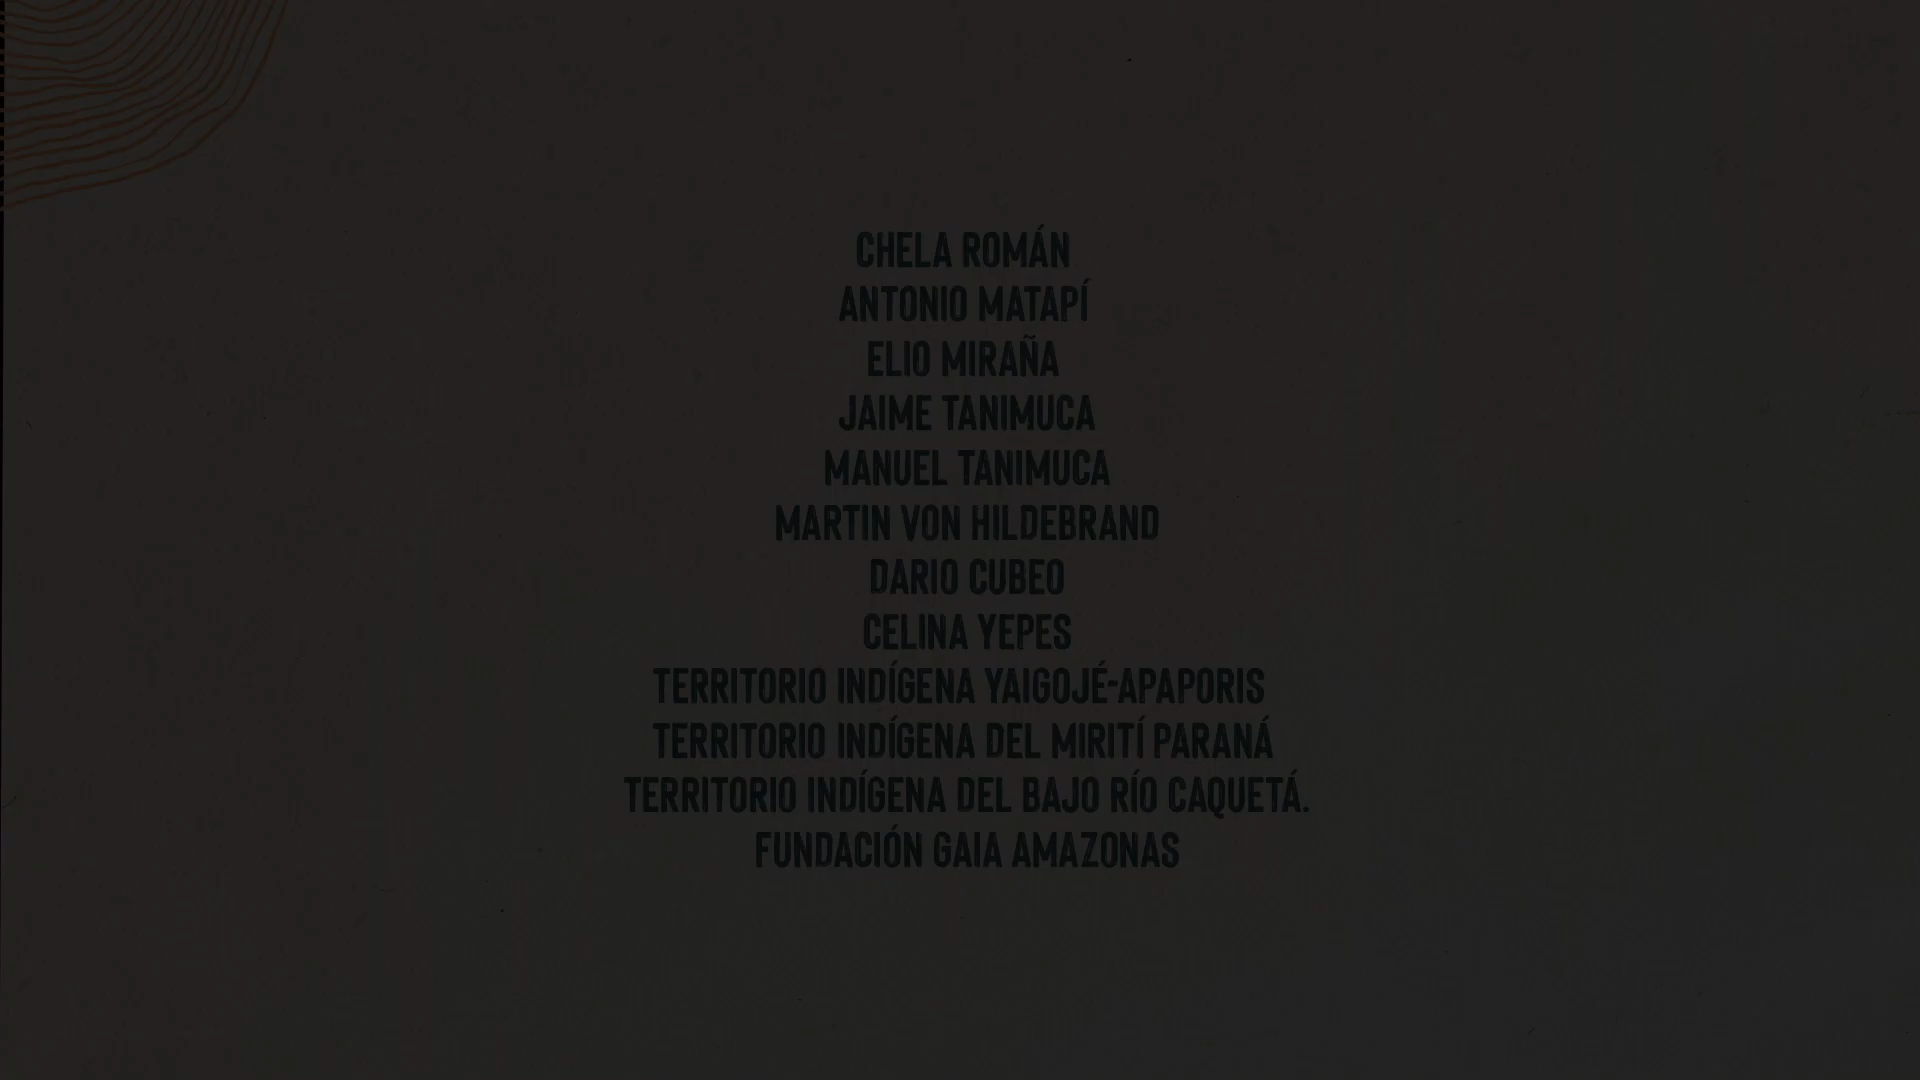 CHELA ROMÁN
ANTONIO MATAPÍ
ELIO MIRAÑA
JAIME TANIMUCA
MANUEL TANIMUCA
MARTIN VON HILDEBRAND
DARIO CUBEO
CELINA YEPES
TERRITORIO INDÍGENA YAIGOJÉ-APAPORIS
TERRITORIO INDÍGENA DEL MIRITÍ PARANÁ
TERRITORIO INDÍGENA DEL BAJO RÍO CAQUETÁ.
FUNDACIÓN GAIA AMAZONAS